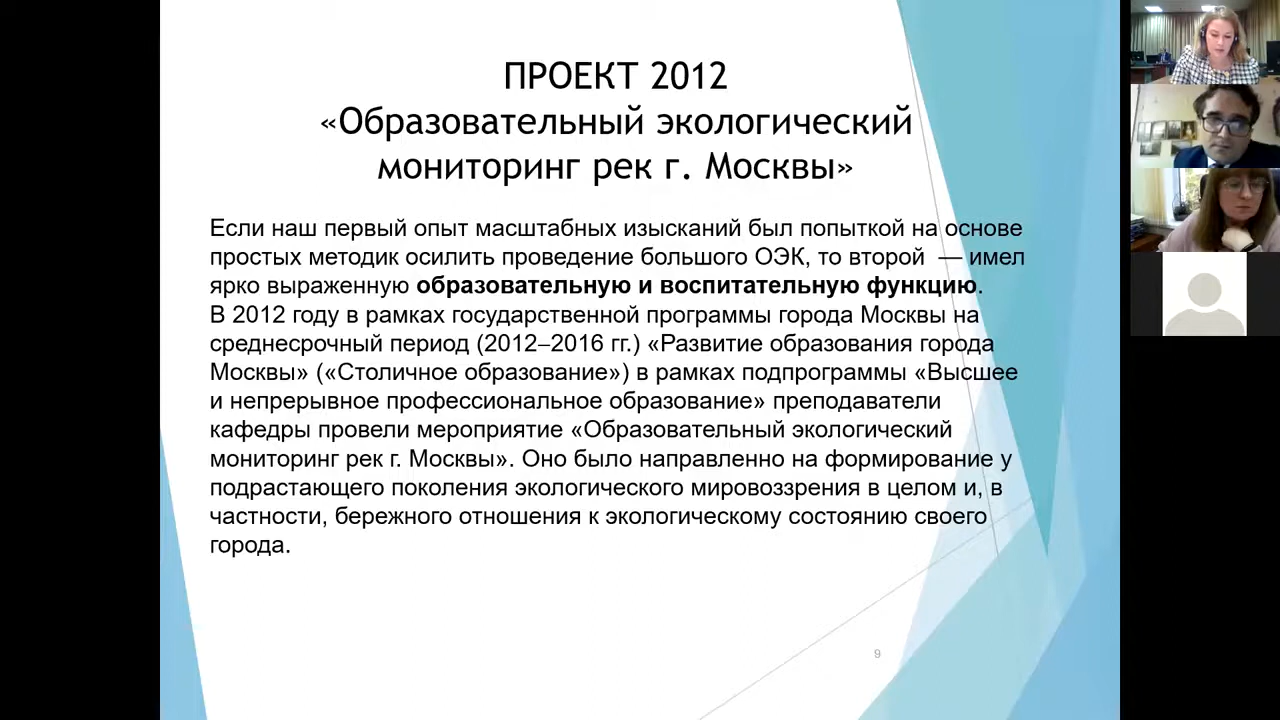 ПРОЕКТ 2012
«Образовательный экологический
мониторинг рек г. Москвы»
Если наш первый опыт масштабных изысканий был попыткой на основе
простых методик осилить проведение большого ОЭК, то второй — имел
ярко выраженную образовательную и воспитательную функцию.
В 2012 году в рамках государственной программы города Москвы на
среднесрочный период (2012–2016 гг.) «Развитие образования города
Москвы» («Столичное образование») в рамках подпрограммы «Высшее
и непрерывное профессиональное образование» преподаватели
кафедры провели мероприятие «Образовательный экологический
мониторинг рек г. Москвы». Оно было направленно на формирование у
подрастающего поколения экологического мировоззрения в целом и, в
частности, бережного отношения к экологическому состоянию своего
города.
9